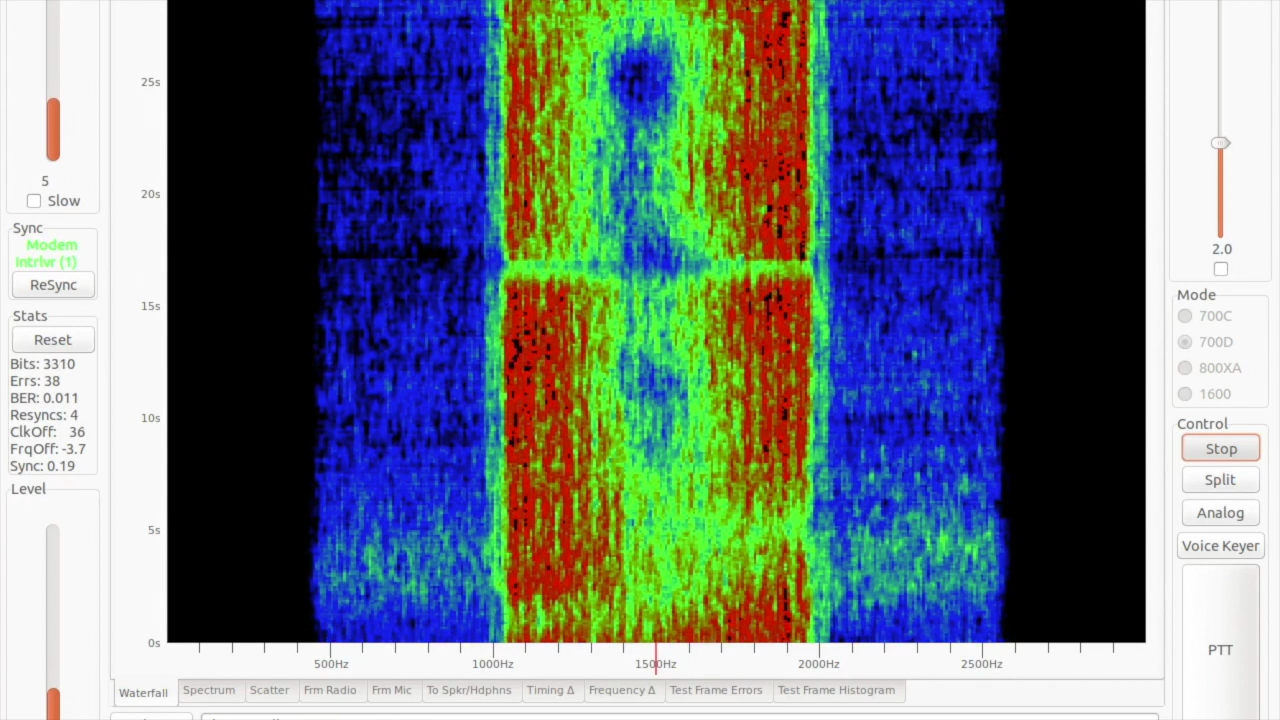 5
Slow
Sync
Modem
Intrlvr (1)
ReSync
Stats
Reset
Bits: 3310
Errs: 38
BER: 0.011
Resyncs: 4
ClkOff: 36
FrqOff: -3.7
Sync: 0.19
Level
25s
20s
15s
10s
5s
0s
500Hz 1000Hz 1500Hz 2000Hz 2500Hz
Waterfall Spectrum Scatter Frm Radio Frm Mic To Spkr/Hdphns Timing Δ Frequency Δ Test Frame Errors Test Frame Histogram
2.0
Mode
700C
700D
800XA
1600
Control
Stop
Split
Analog
Voice Keyer
PTT